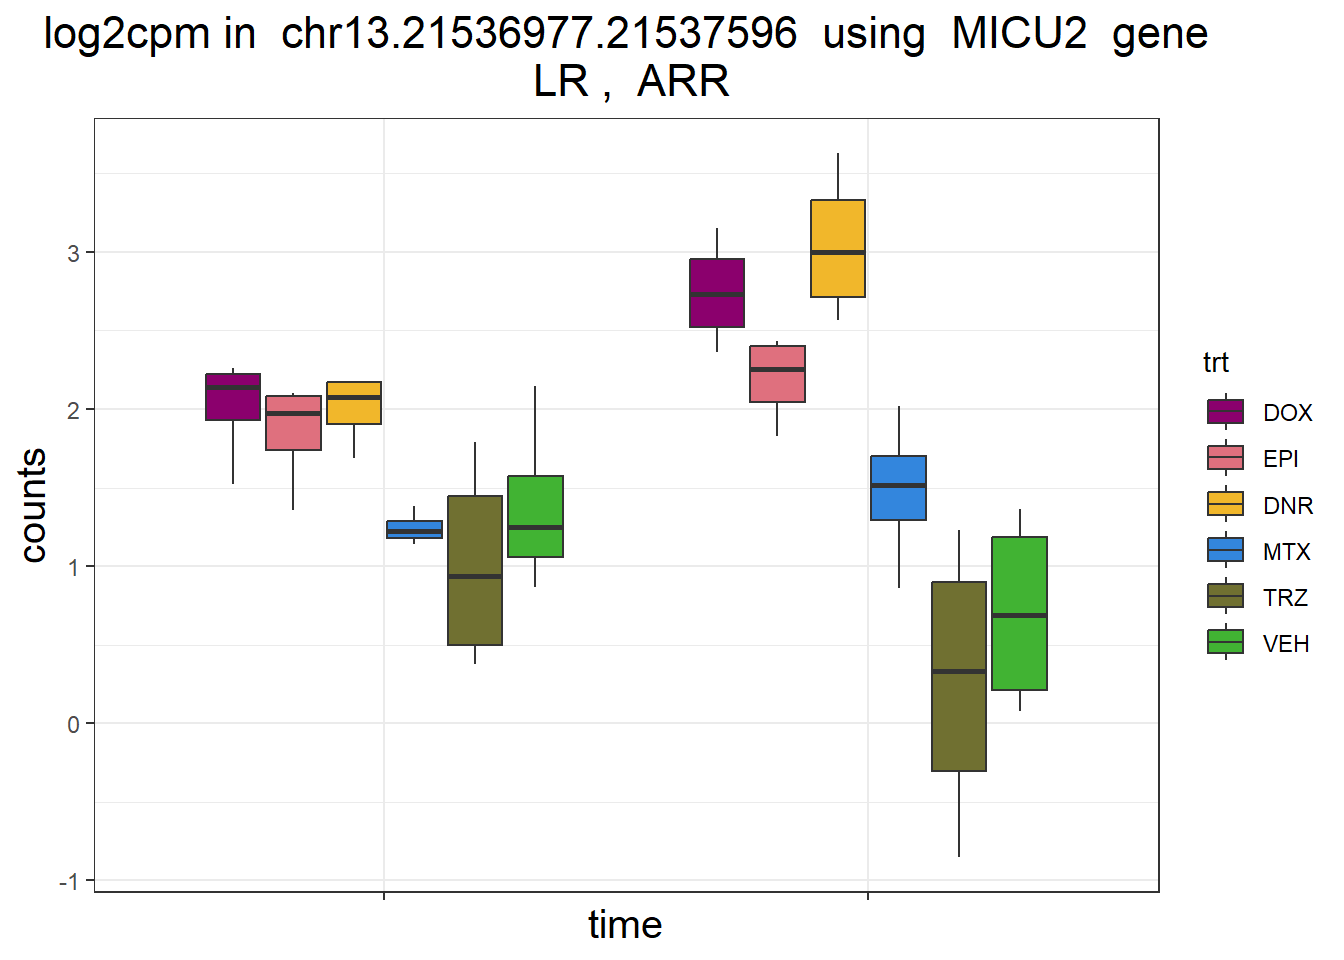 log2cpm in  chr13.21536977.21537596  using  MICU2  gene
LR ,  ARR
counts
3
2
1
0
-1
time
trt
DOX
EPI
DNR
MTX
TRZ
VEH